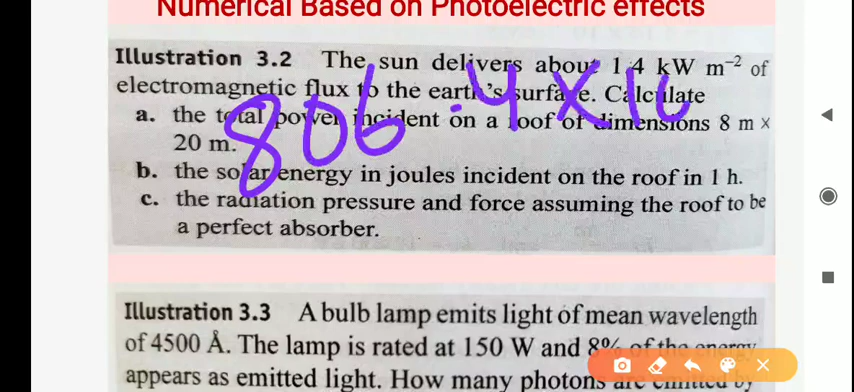 Numerical Based on Photoelectric effects
Illustration 3.2 The sun delivers about 1.4 kW m⁻² of
electromagnetic flux to the earth's surface. Calculate
a. the total power incident on a roof of dimensions 8 m ×
20 m.
b. the solar energy in joules incident on the roof in 1 h.
c. the radiation pressure and force assuming the roof to be
a perfect absorber.
806.4 × 10
Illustration 3.3 A bulb lamp emits light of mean wavelength
of 4500 Å. The lamp is rated at 150 W and 8% of the energy
appears as emitted light. How many photons are emitted by